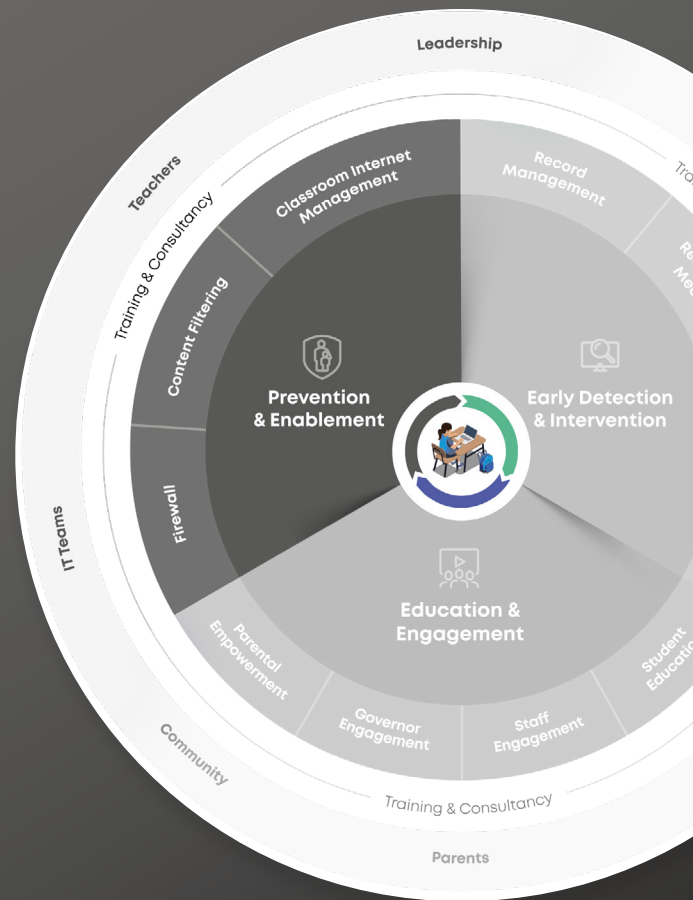 Leadership
Teachers
Training & Consultancy
Classroom Internet
Management
Record
Management
Content Filtering
Firewall
Prevention
& Enablement
Early Detection
& Intervention
IT Teams
Education &
Engagement
Parental
Empowerment
Governor
Engagement
Staff
Engagement
Student
Community
Training & Consultancy
Parents